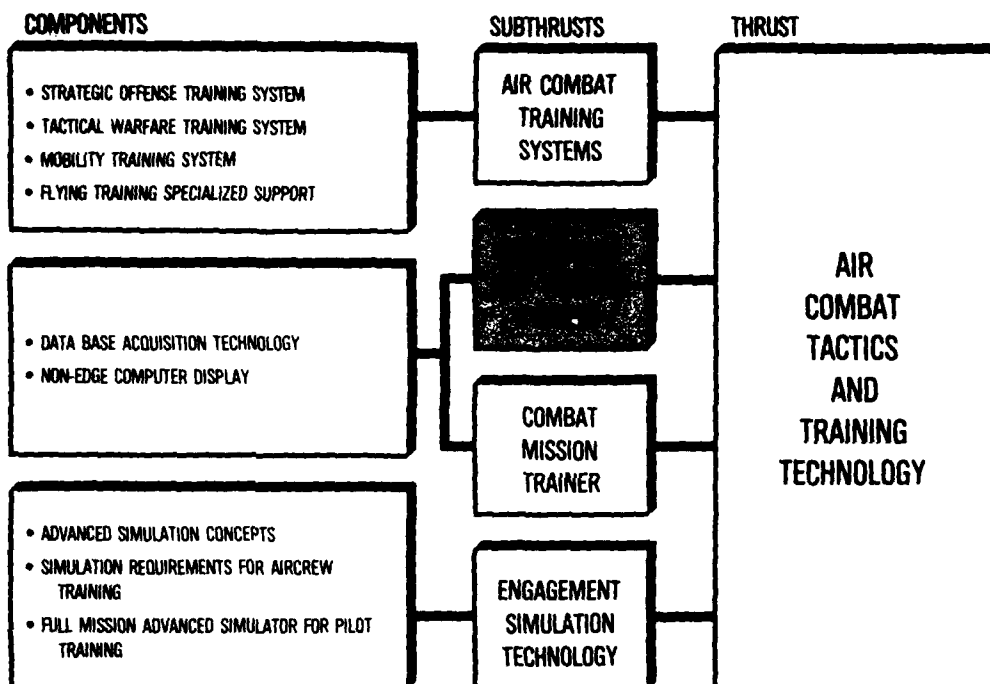 COMPONENTS
• STRATEGIC OFFENSE TRAINING SYSTEM
• TACTICAL WARFARE TRAINING SYSTEM
• MOBILITY TRAINING SYSTEM
• FLYING TRAINING SPECIALIZED SUPPORT
• DATA BASE ACQUISITION TECHNOLOGY
• NON-EDGE COMPUTER DISPLAY
• ADVANCED SIMULATION CONCEPTS
• SIMULATION REQUIREMENTS FOR AIRCREW
TRAINING
• FULL MISSION ADVANCED SIMULATOR FOR PILOT
TRAINING
SUBTHRUSTS
AIR COMBAT
TRAINING
SYSTEMS
COMBAT
MISSION
TRAINER
ENGAGEMENT
SIMULATION
TECHNOLOGY
THRUST
AIR
COMBAT
TACTICS
AND
TRAINING
TECHNOLOGY